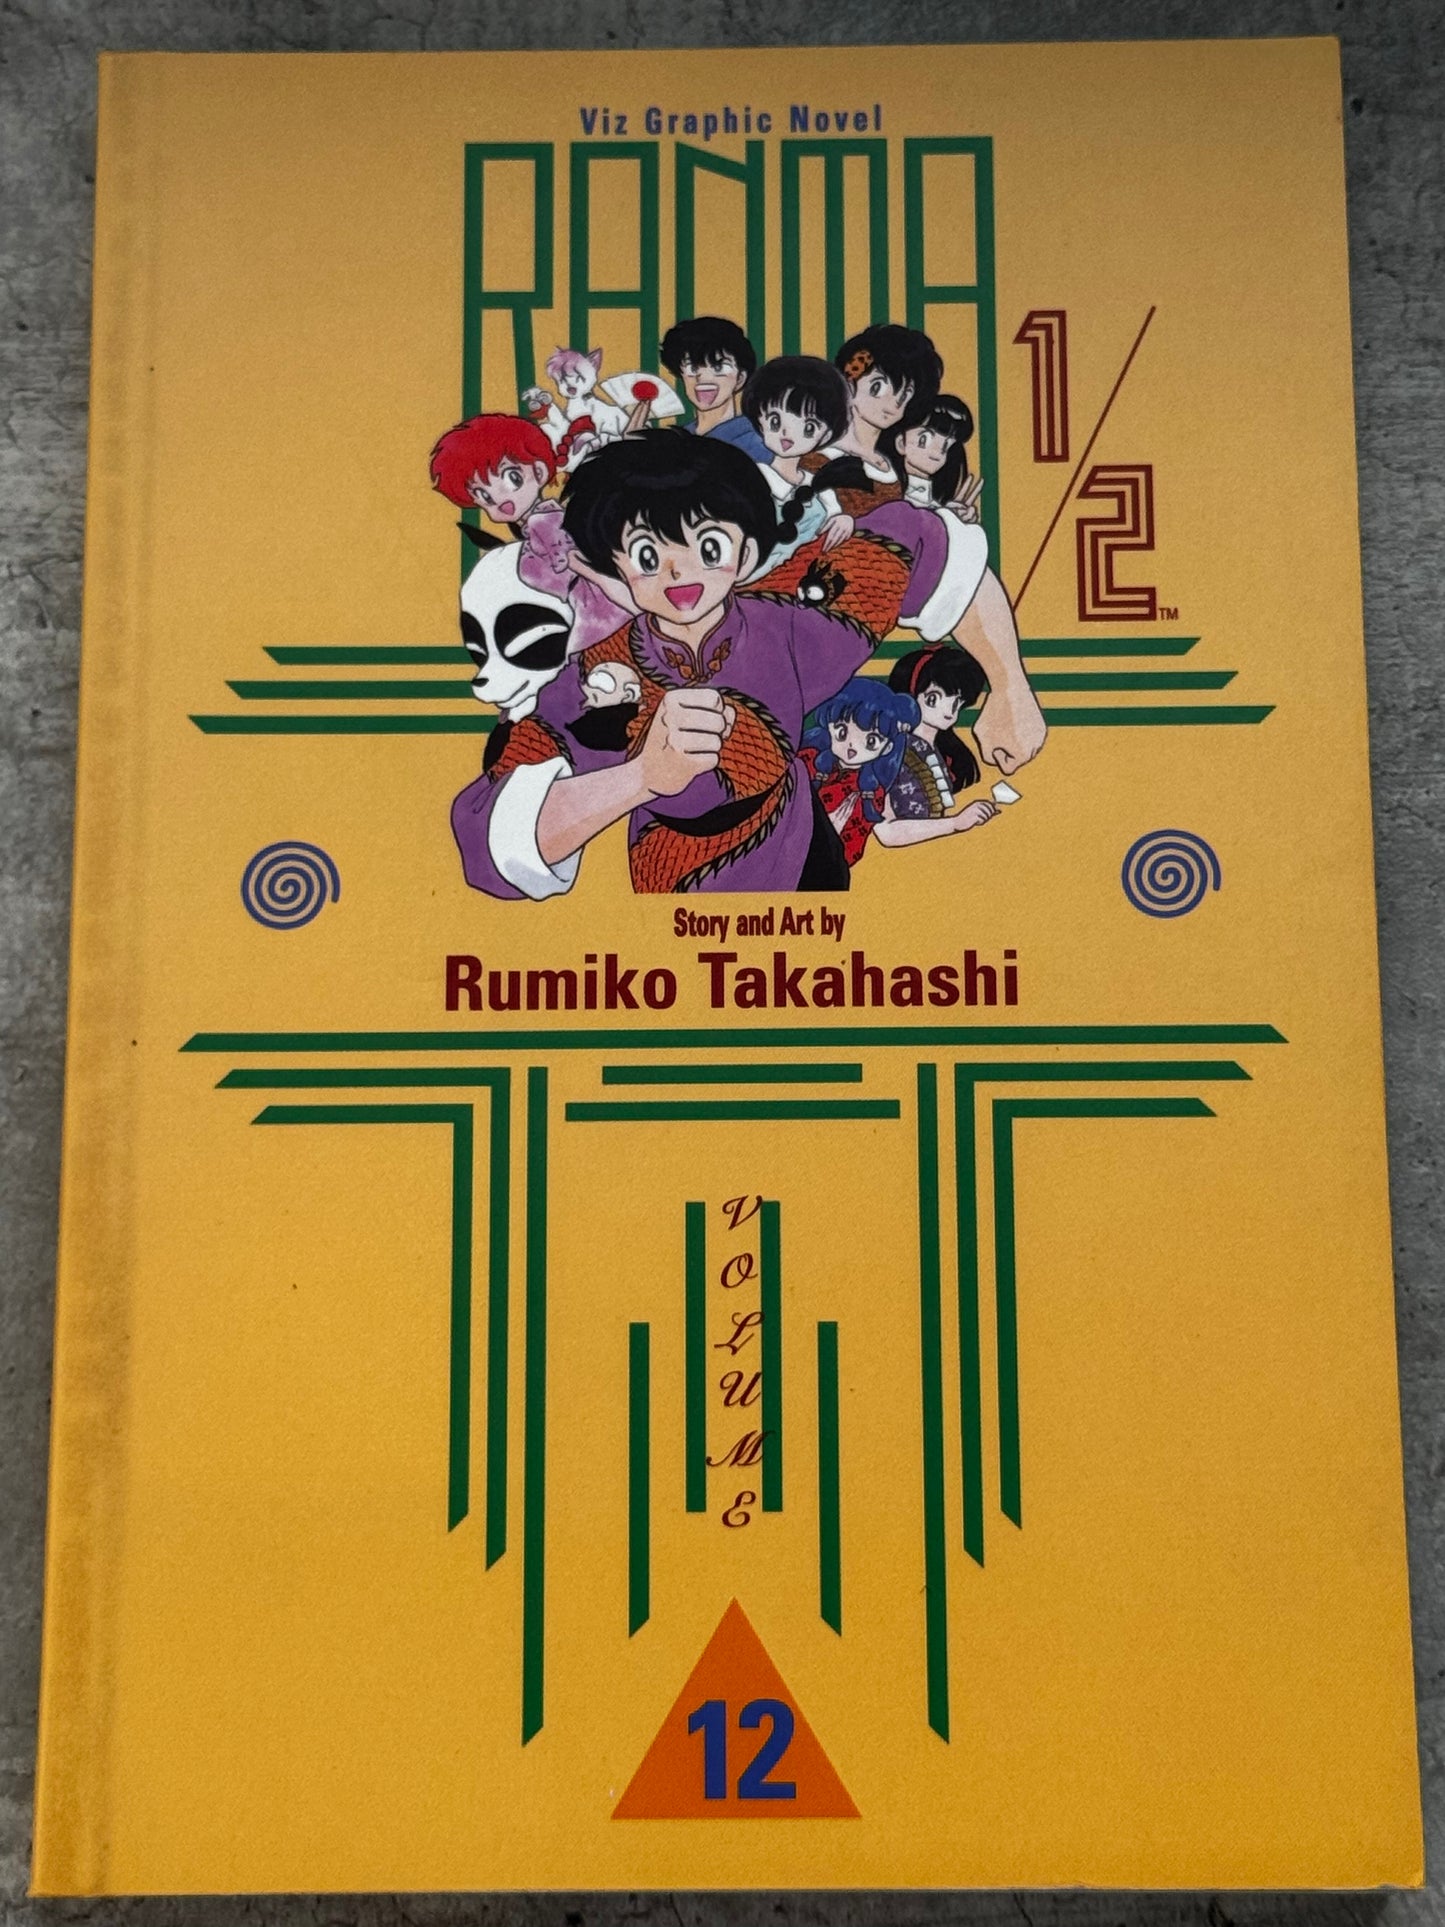 Viz Graphic Novel
RANMA
1/2™
Story and Art by
Rumiko Takahashi
VOLUME
12